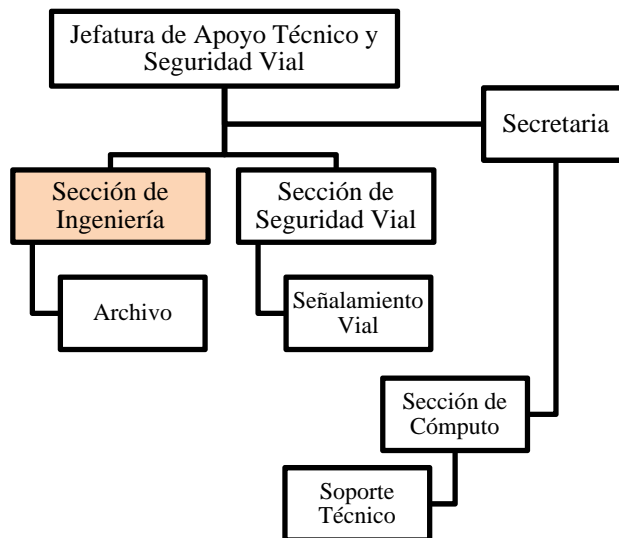 Jefatura de Apoyo Técnico y
Seguridad Vial
Secretaria
Sección de
Ingeniería
Sección de
Seguridad Vial
Archivo
Señalamiento
Vial
Sección de
Cómputo
Soporte
Técnico